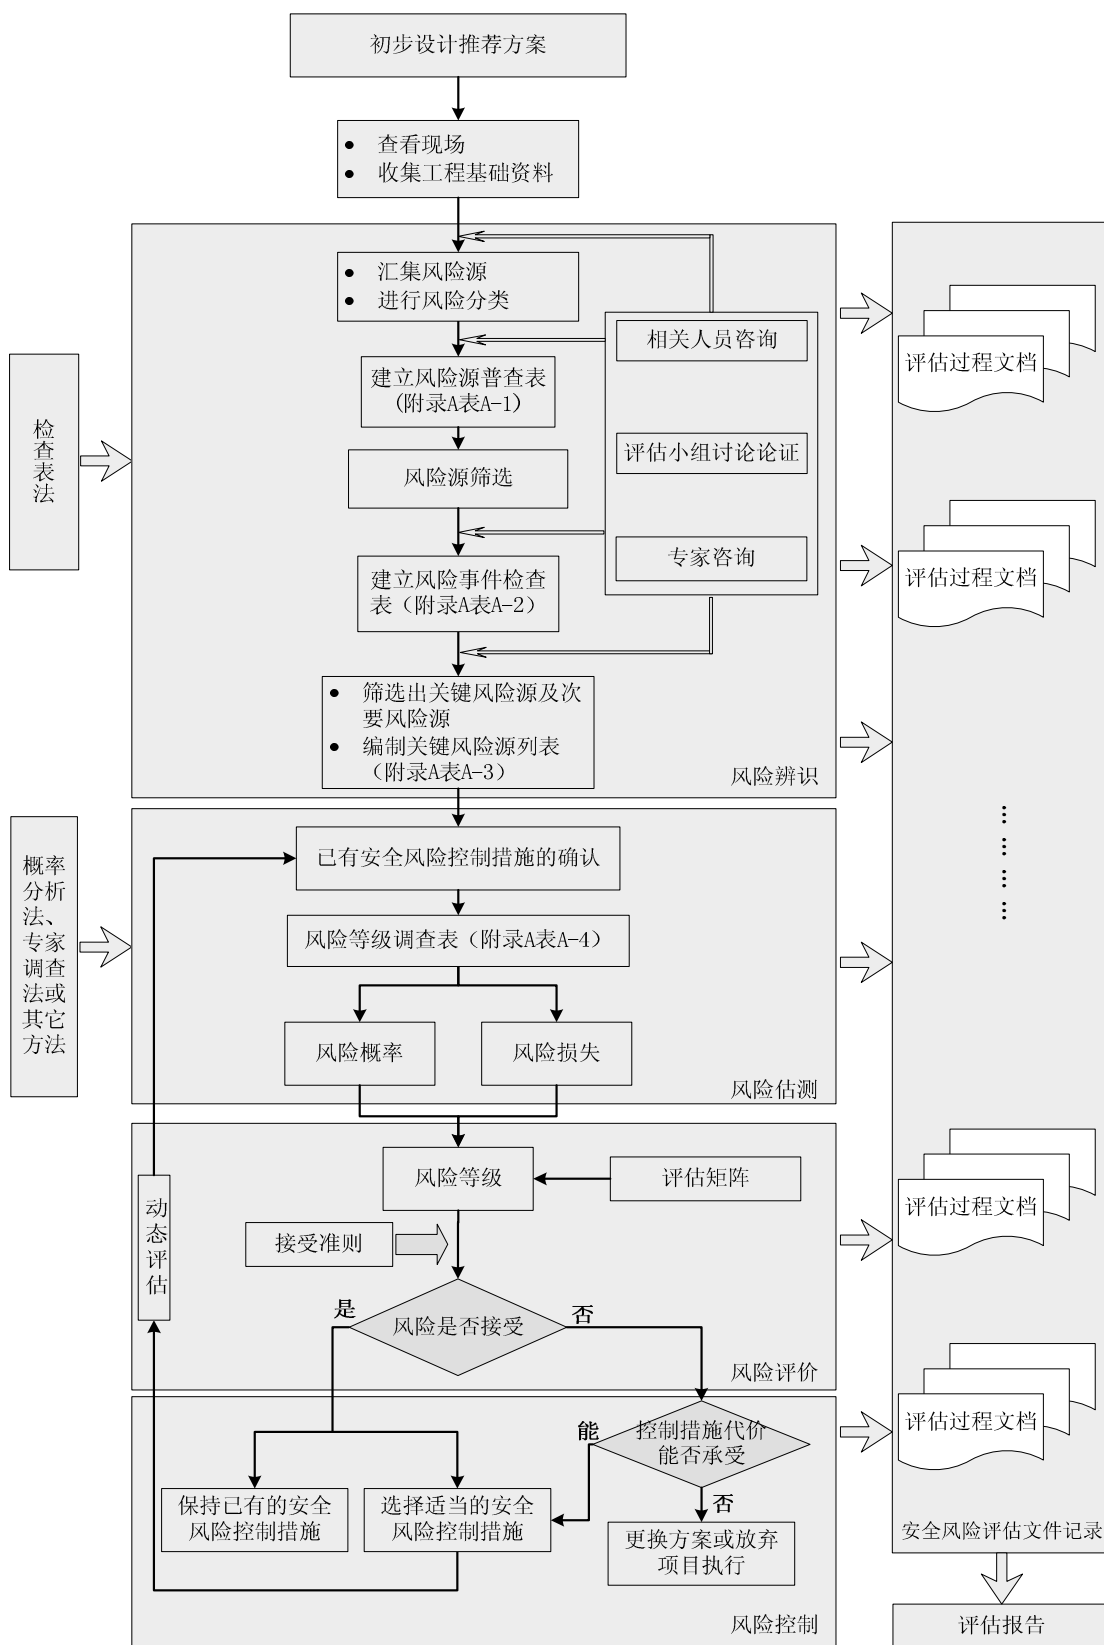 初步设计推荐方案
● 查看现场
● 收集工程基础资料
● 汇集风险源
● 进行风险分类
相关人员咨询
评估过程文档
建立风险源普查表
(附录A表A-1)
检
查
表
法
评估小组讨论论证
风险源筛选
专家咨询
评估过程文档
建立风险事件检查
表（附录A表A-2）
● 筛选出关键风险源及次
要风险源
● 编制关键风险源列表
（附录A表A-3）
风险辨识
… … … …
已有安全风险控制措施的确认
概率
分析
法、
专家
调查
法或
其它
方法
风险等级调查表（附录A表A-4）
风险概率
风险损失
风险估测
风险等级
评估矩阵
评估过程文档
动
态
评
估
接受准则
是
否
风险是否接受
风险评价
能
控制措施代价
能否承受
评估过程文档
否
保持已有的安全
风险控制措施
选择适当的安全
风险控制措施
更换方案或放弃
项目执行
安全风险评估文件记录
风险控制
评估报告